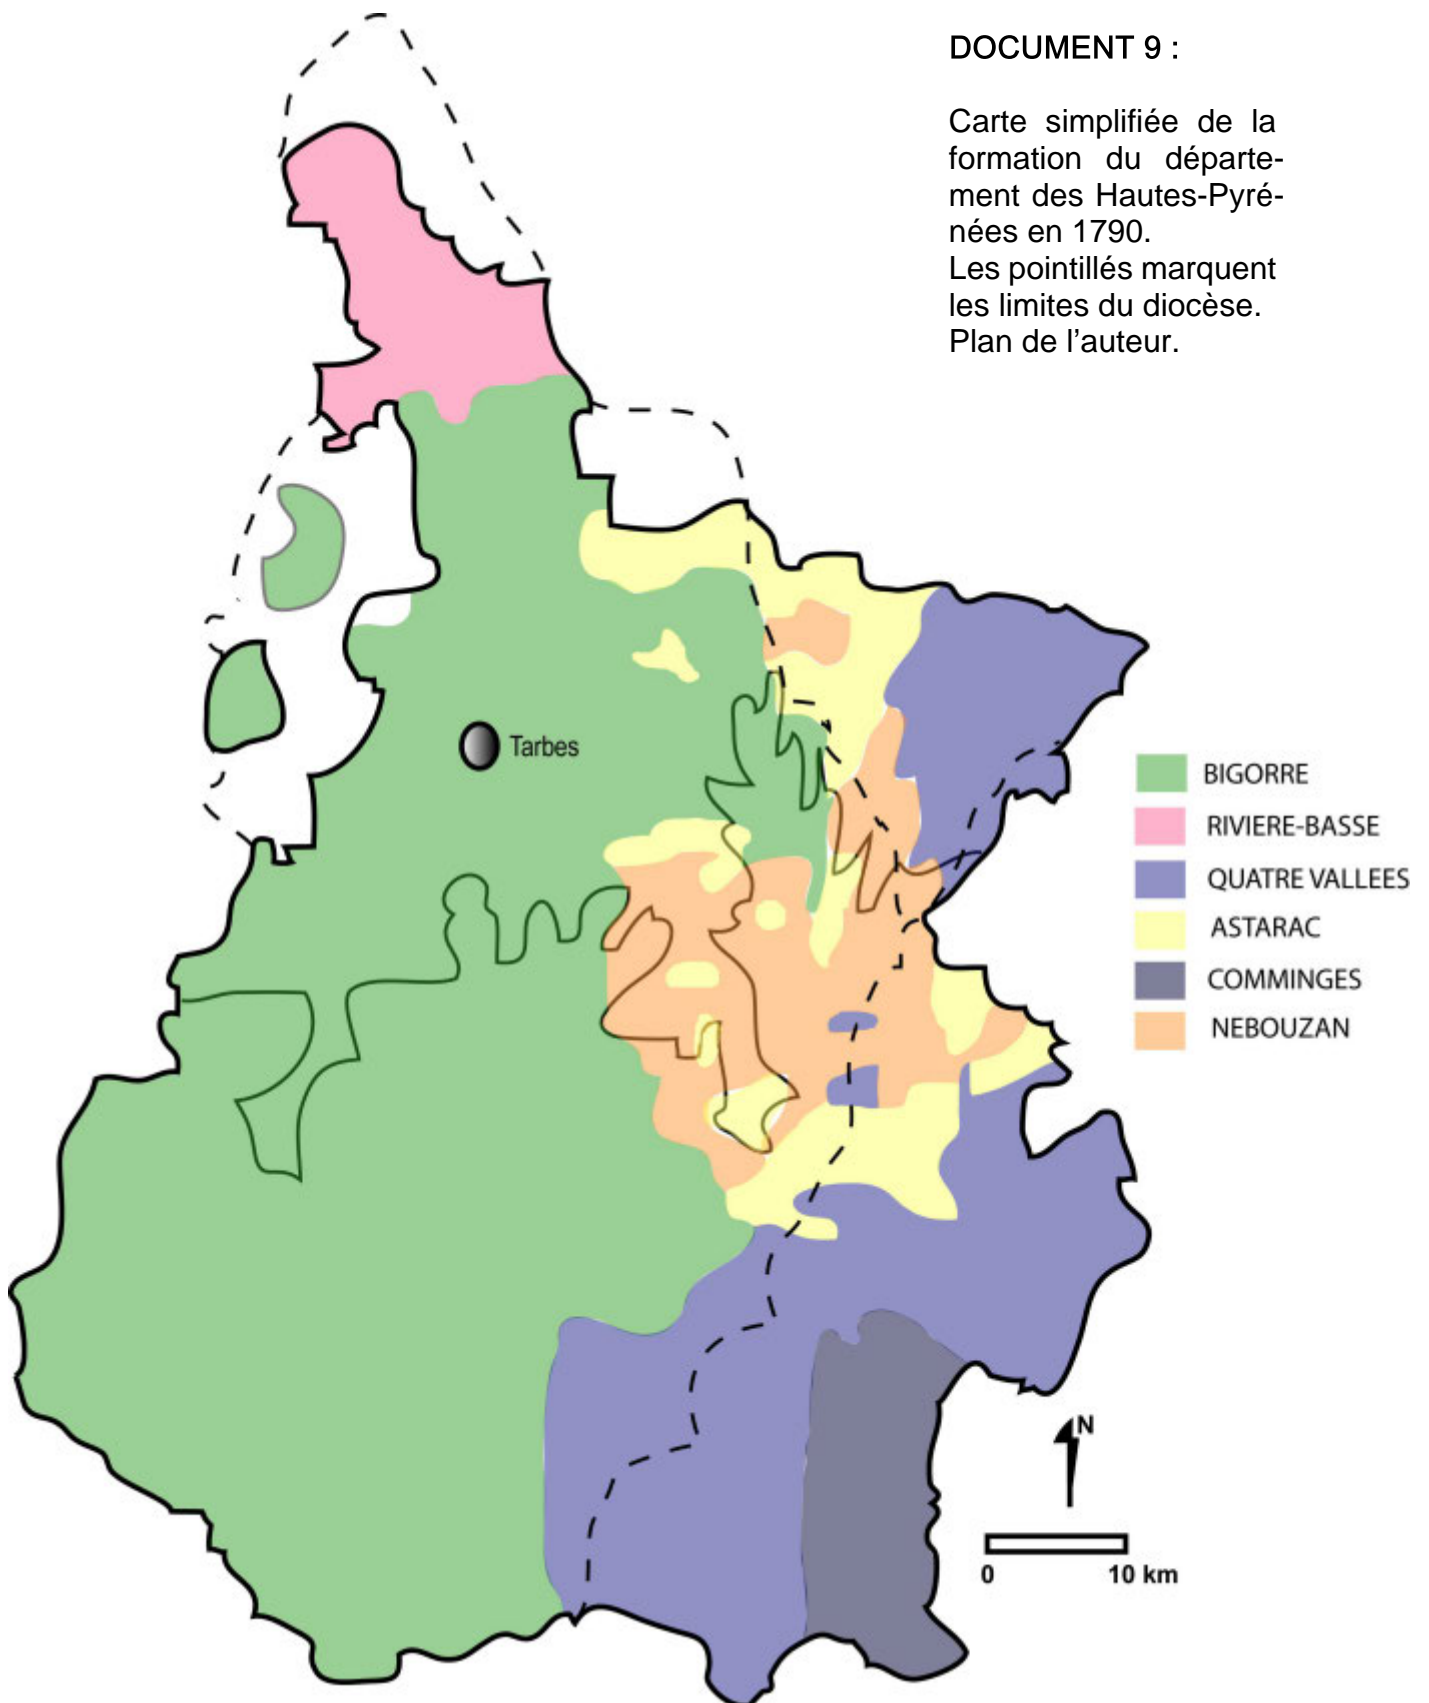 DOCUMENT 9 :
Carte simplifiée de la
formation du départe-
ment des Hautes-Pyré-
nées en 1790.
Les pointillés marquent
les limites du diocèse.
Plan de l’auteur.
Tarbes
BIGORRE
RIVIERE-BASSE
QUATRE VALLEES
ASTARAC
COMMINGES
NEBOUZAN
N
0 10 km